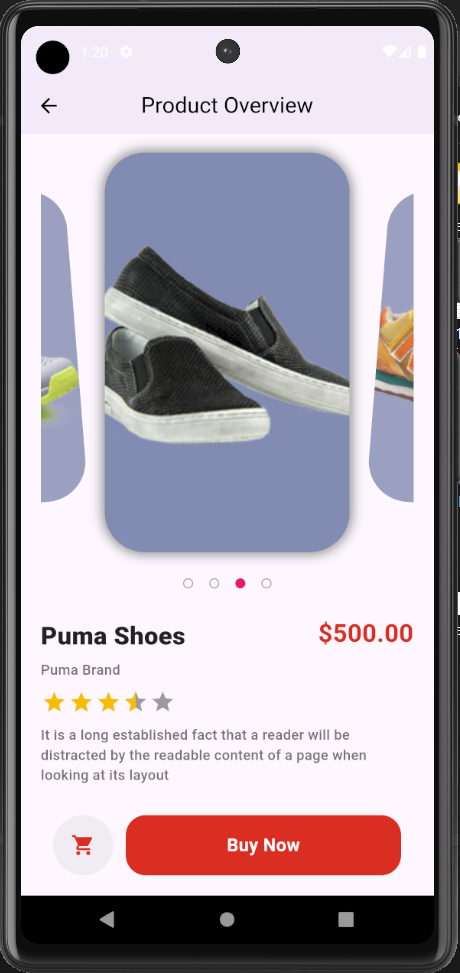 1:20
Product Overview
Puma Shoes
$500.00
Puma Brand
It is a long established fact that a reader will be
distracted by the readable content of a page when
looking at its layout
Buy Now